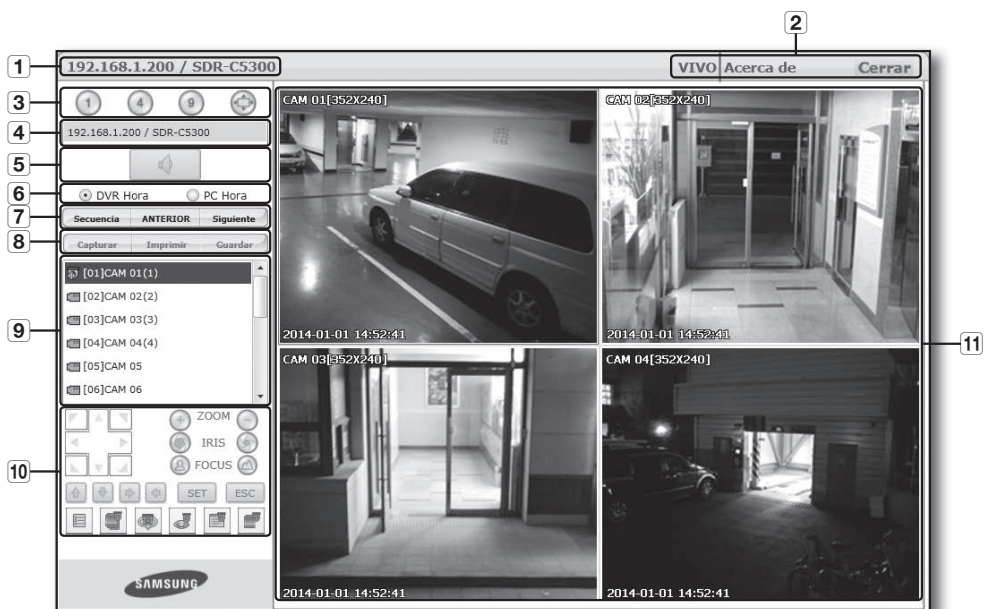 2
1
192.168.1.200 / SDR-C5300
VIVO Acerca de Cerrar
3
1 4 9
4
192.168.1.200 / SDR-C5300
5
6
DVR Hora PC Hora
7
Secuencia ANTERIOR Siguiente
8
Capturar Imprimir Guardar
9
[01]CAM 01(1)
[02]CAM 02(2)
[03]CAM 03(3)
[04]CAM 04(4)
[05]CAM 05
[06]CAM 06
10
ZOOM
IRIS
FOCUS
SET ESC
SAMSUNG
CAM 01[352X240]
2014-01-01 14:52:41
CAM 02[352X240]
2014-01-01 14:52:41
CAM 03[352X240]
2014-01-01 14:52:41
CAM 04[352X240]
2014-01-01 14:52:41
11